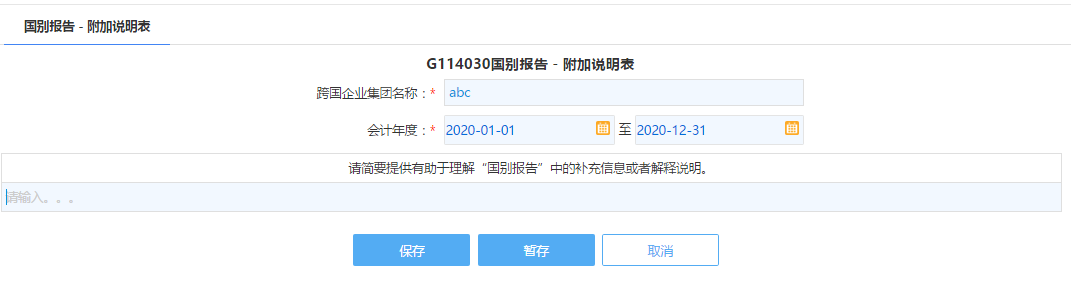 国别报告 - 附加说明表
G114030国别报告 - 附加说明表
跨国企业集团名称：* abc
会计年度：* 2020-01-01 至 2020-12-31
请简要提供有助于理解“国别报告”中的补充信息或者解释说明。
请输入。。。
保存 暂存 取消